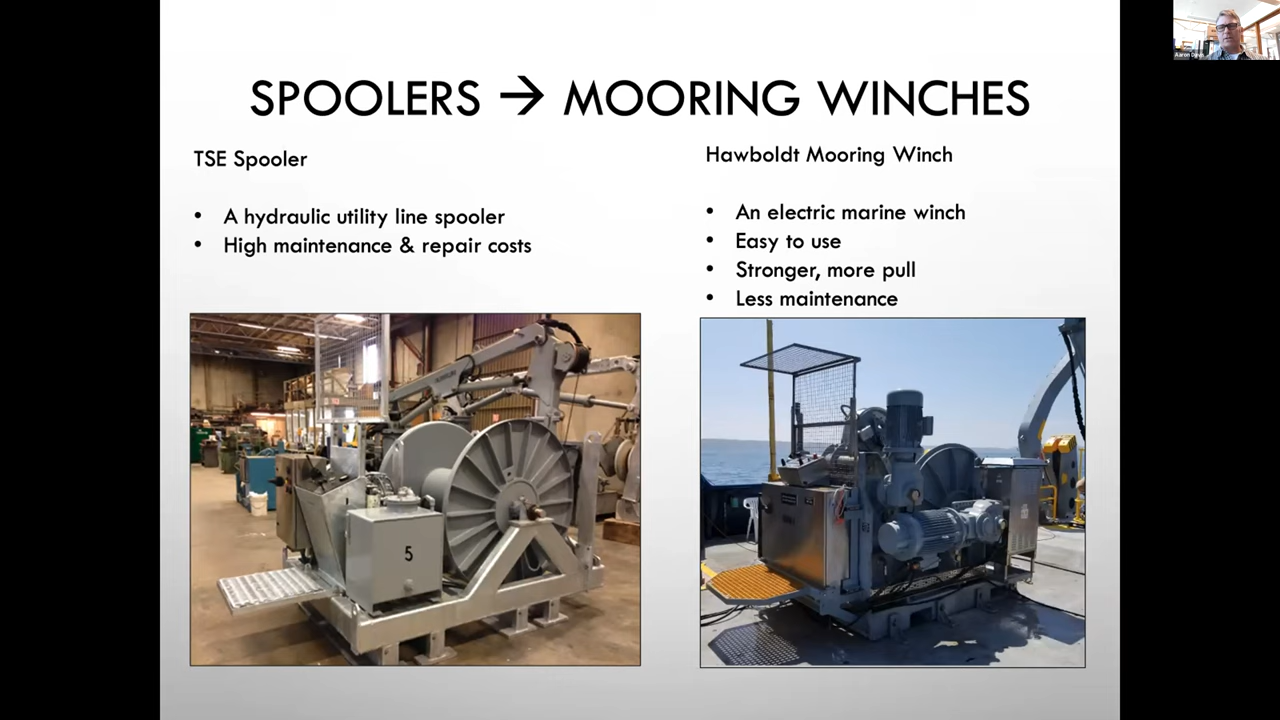 SPOOLERS → MOORING WINCHES
TSE Spooler
• A hydraulic utility line spooler
• High maintenance & repair costs
Hawboldt Mooring Winch
• An electric marine winch
• Easy to use
• Stronger, more pull
• Less maintenance
5
Aaron